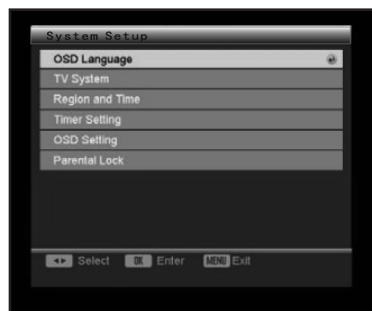 System Setup
OSD Language
TV System
Region and Time
Timer Setting
OSD Setting
Parental Lock
Select OK Enter MENU Exit